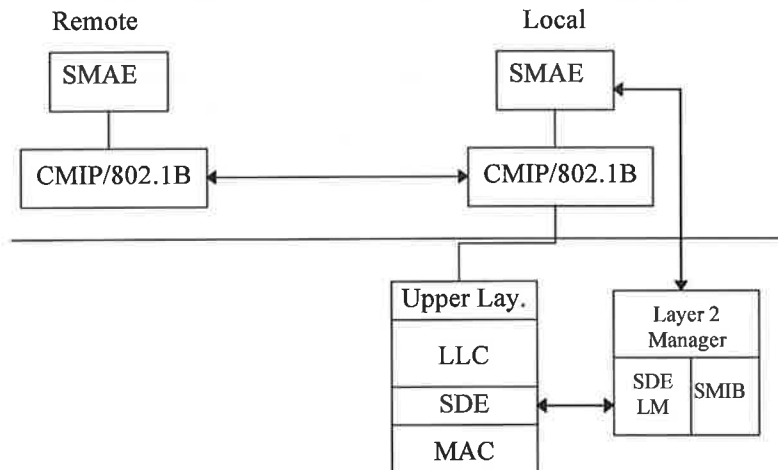 Remote
Local
SMAE
SMAE
CMIP/802.1B
CMIP/802.1B
Upper Lay.
LLC
SDE
MAC
Layer 2
Manager
SDE
LM
SMIB